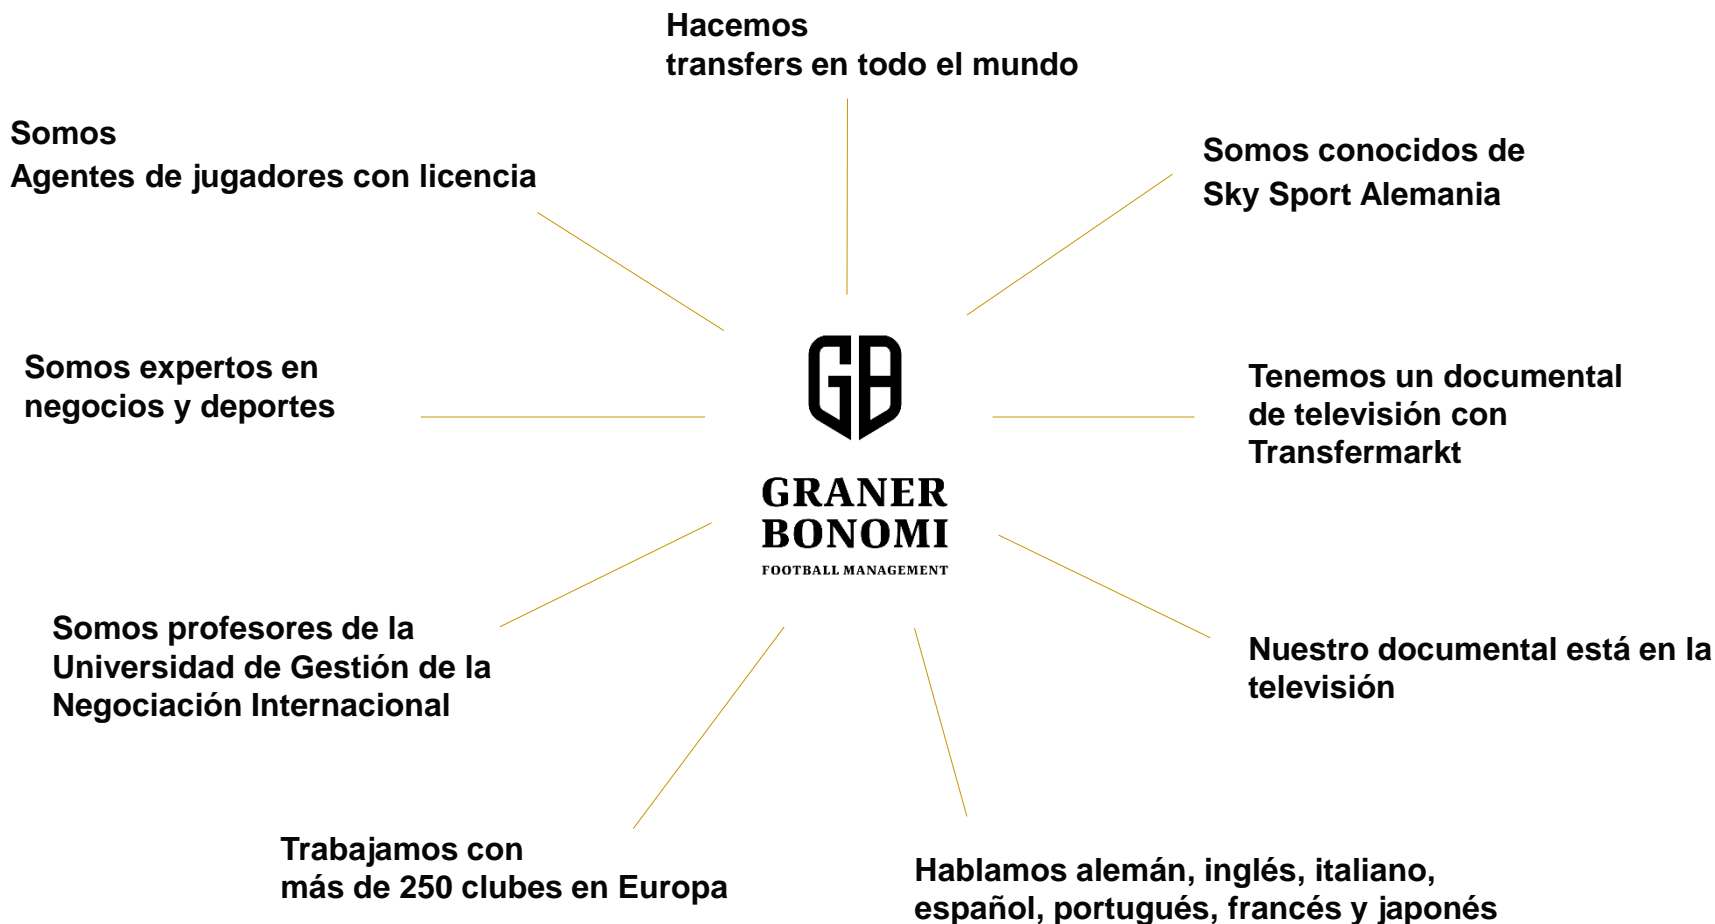 Hacemos
transfers en todo el mundo
Somos
Agentes de jugadores con licencia
Somos conocidos de
Sky Sport Alemania
Somos expertos en
negocios y deportes
GB
Tenemos un documental
de televisión con
Transfermarkt
GRANER
BONOMI
FOOTBALL MANAGEMENT
Somos profesores de la
Universidad de Gestión de la
Negociación Internacional
Nuestro documental está en la
televisión
Trabajamos con
más de 250 clubes en Europa
Hablamos alemán, inglés, italiano,
español, portugués, francés y japonés